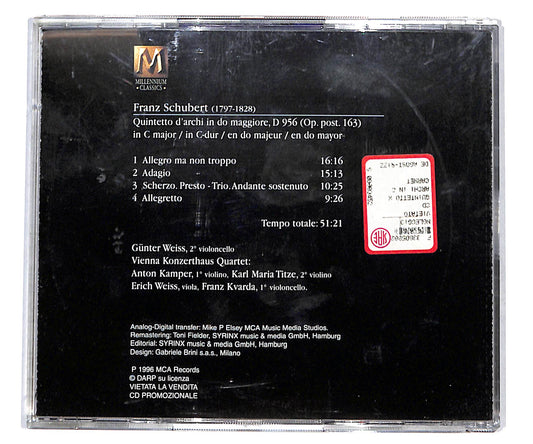 M
MILLENNIUM
• CLASSICS •
Franz Schubert (1797-1828)
Quintetto d'archi in do maggiore, D 956 (Op. post. 163)
in C major / in C-dur / en do majeur / en do mayor
1 Allegro ma non troppo 16:16
2 Adagio 15:13
3 Scherzo. Presto - Trio. Andante sostenuto 10:25
4 Allegretto 9:26
Tempo totale: 51:21
Günter Weiss, 2° violoncello
Vienna Konzerthaus Quartet:
Anton Kamper, 1° violino, Karl Maria Titze, 2° violino
Erich Weiss, viola, Franz Kvarda, 1° violoncello.
Analog-Digital transfer: Mike P Elsey MCA Music Media Studios.
Remastering: Toni Fielder, SYRINX music & media GmbH, Hamburg
Editorial: SYRINX music & media GmbH, Hamburg
Design: Gabriele Brini s.a.s., Milano
P 1996 MCA Records
© DARP su licenza
VIETATA LA VENDITA
CD PROMOZIONALE
QUINTETTO X
ARCHI IN C
CD
VIETATO